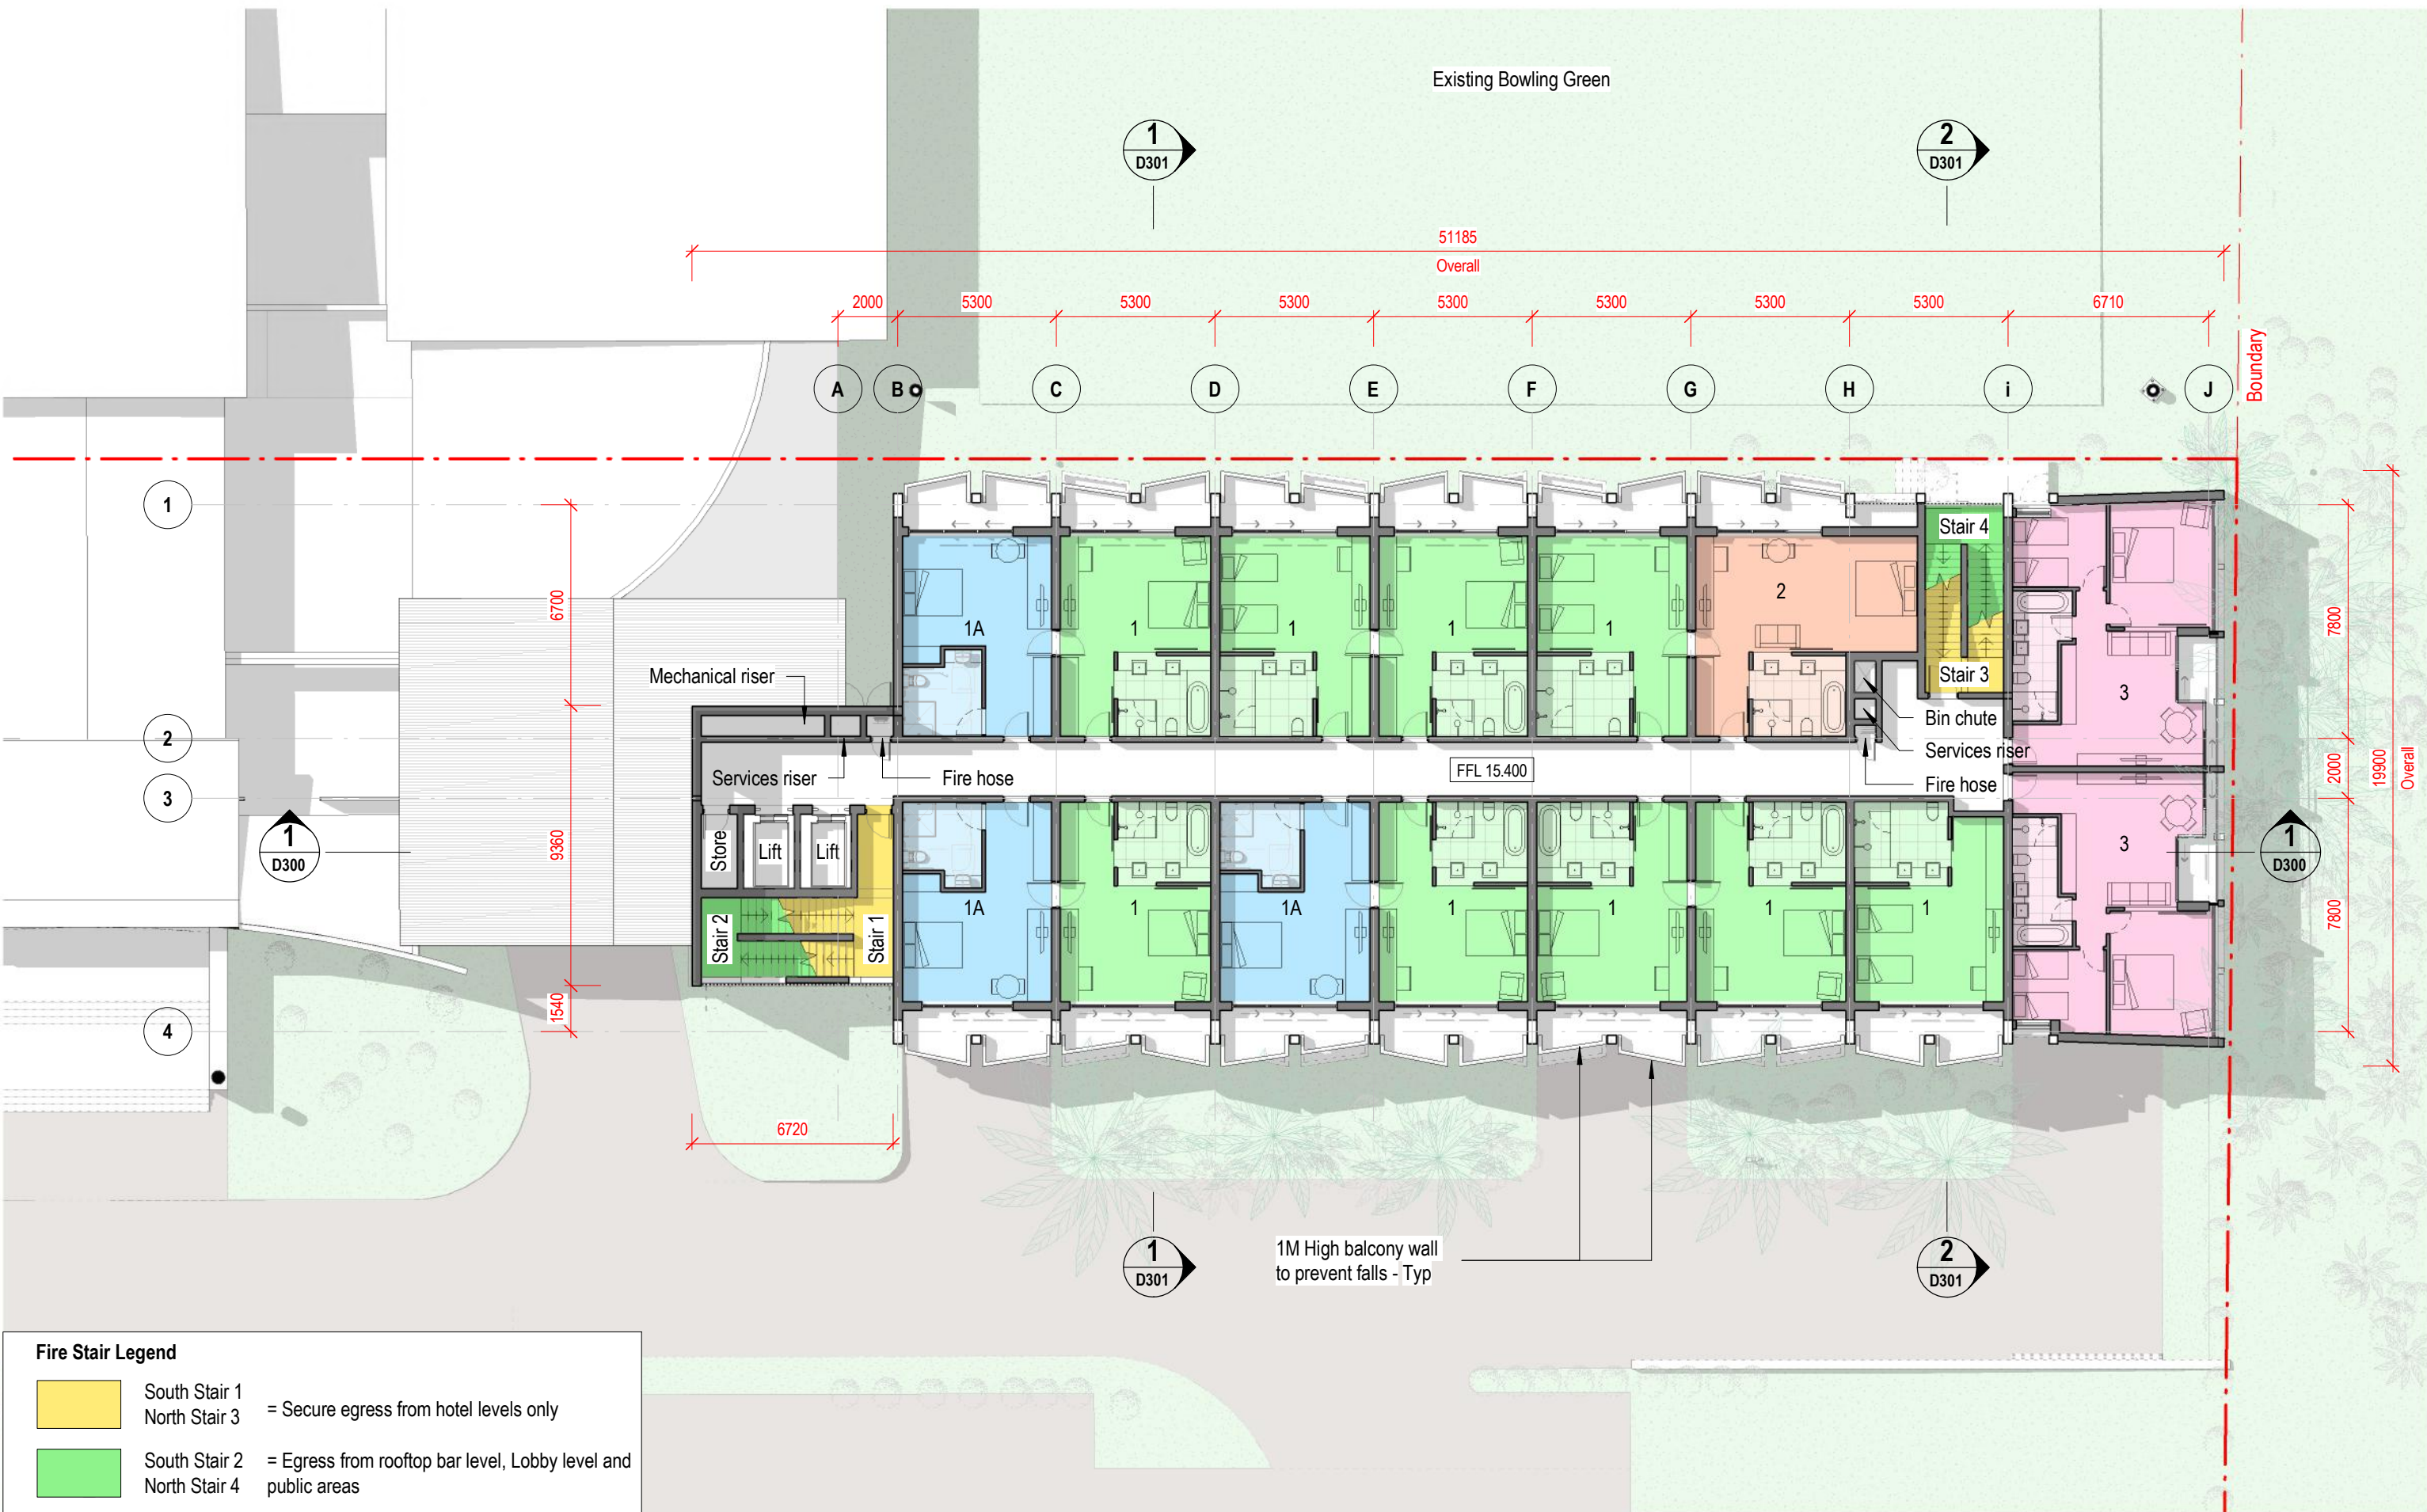 Existing Bowling Green
1
D301
2
D301
51185
Overall
2000
5300
5300
5300
5300
5300
5300
5300
6710
Boundary
A
B
C
D
E
F
G
H
i
J
1
2
3
4
6700
9360
1540
7800
2000
7800
19900
Overall
Stair 4
Stair 3
1A
1
1
1
1
2
3
Mechanical riser
Bin chute
Services riser
Fire hose
Services riser
Fire hose
FFL 15.400
1
D300
Store
Lift
Lift
Stair 2
Stair 1
1A
1
1A
1
1
1
1
3
1
D300
6720
1
D301
1M High balcony wall
to prevent falls - Typ
2
D301
Fire Stair Legend
South Stair 1
North Stair 3
= Secure egress from hotel levels only
South Stair 2
North Stair 4
= Egress from rooftop bar level, Lobby level and
public areas